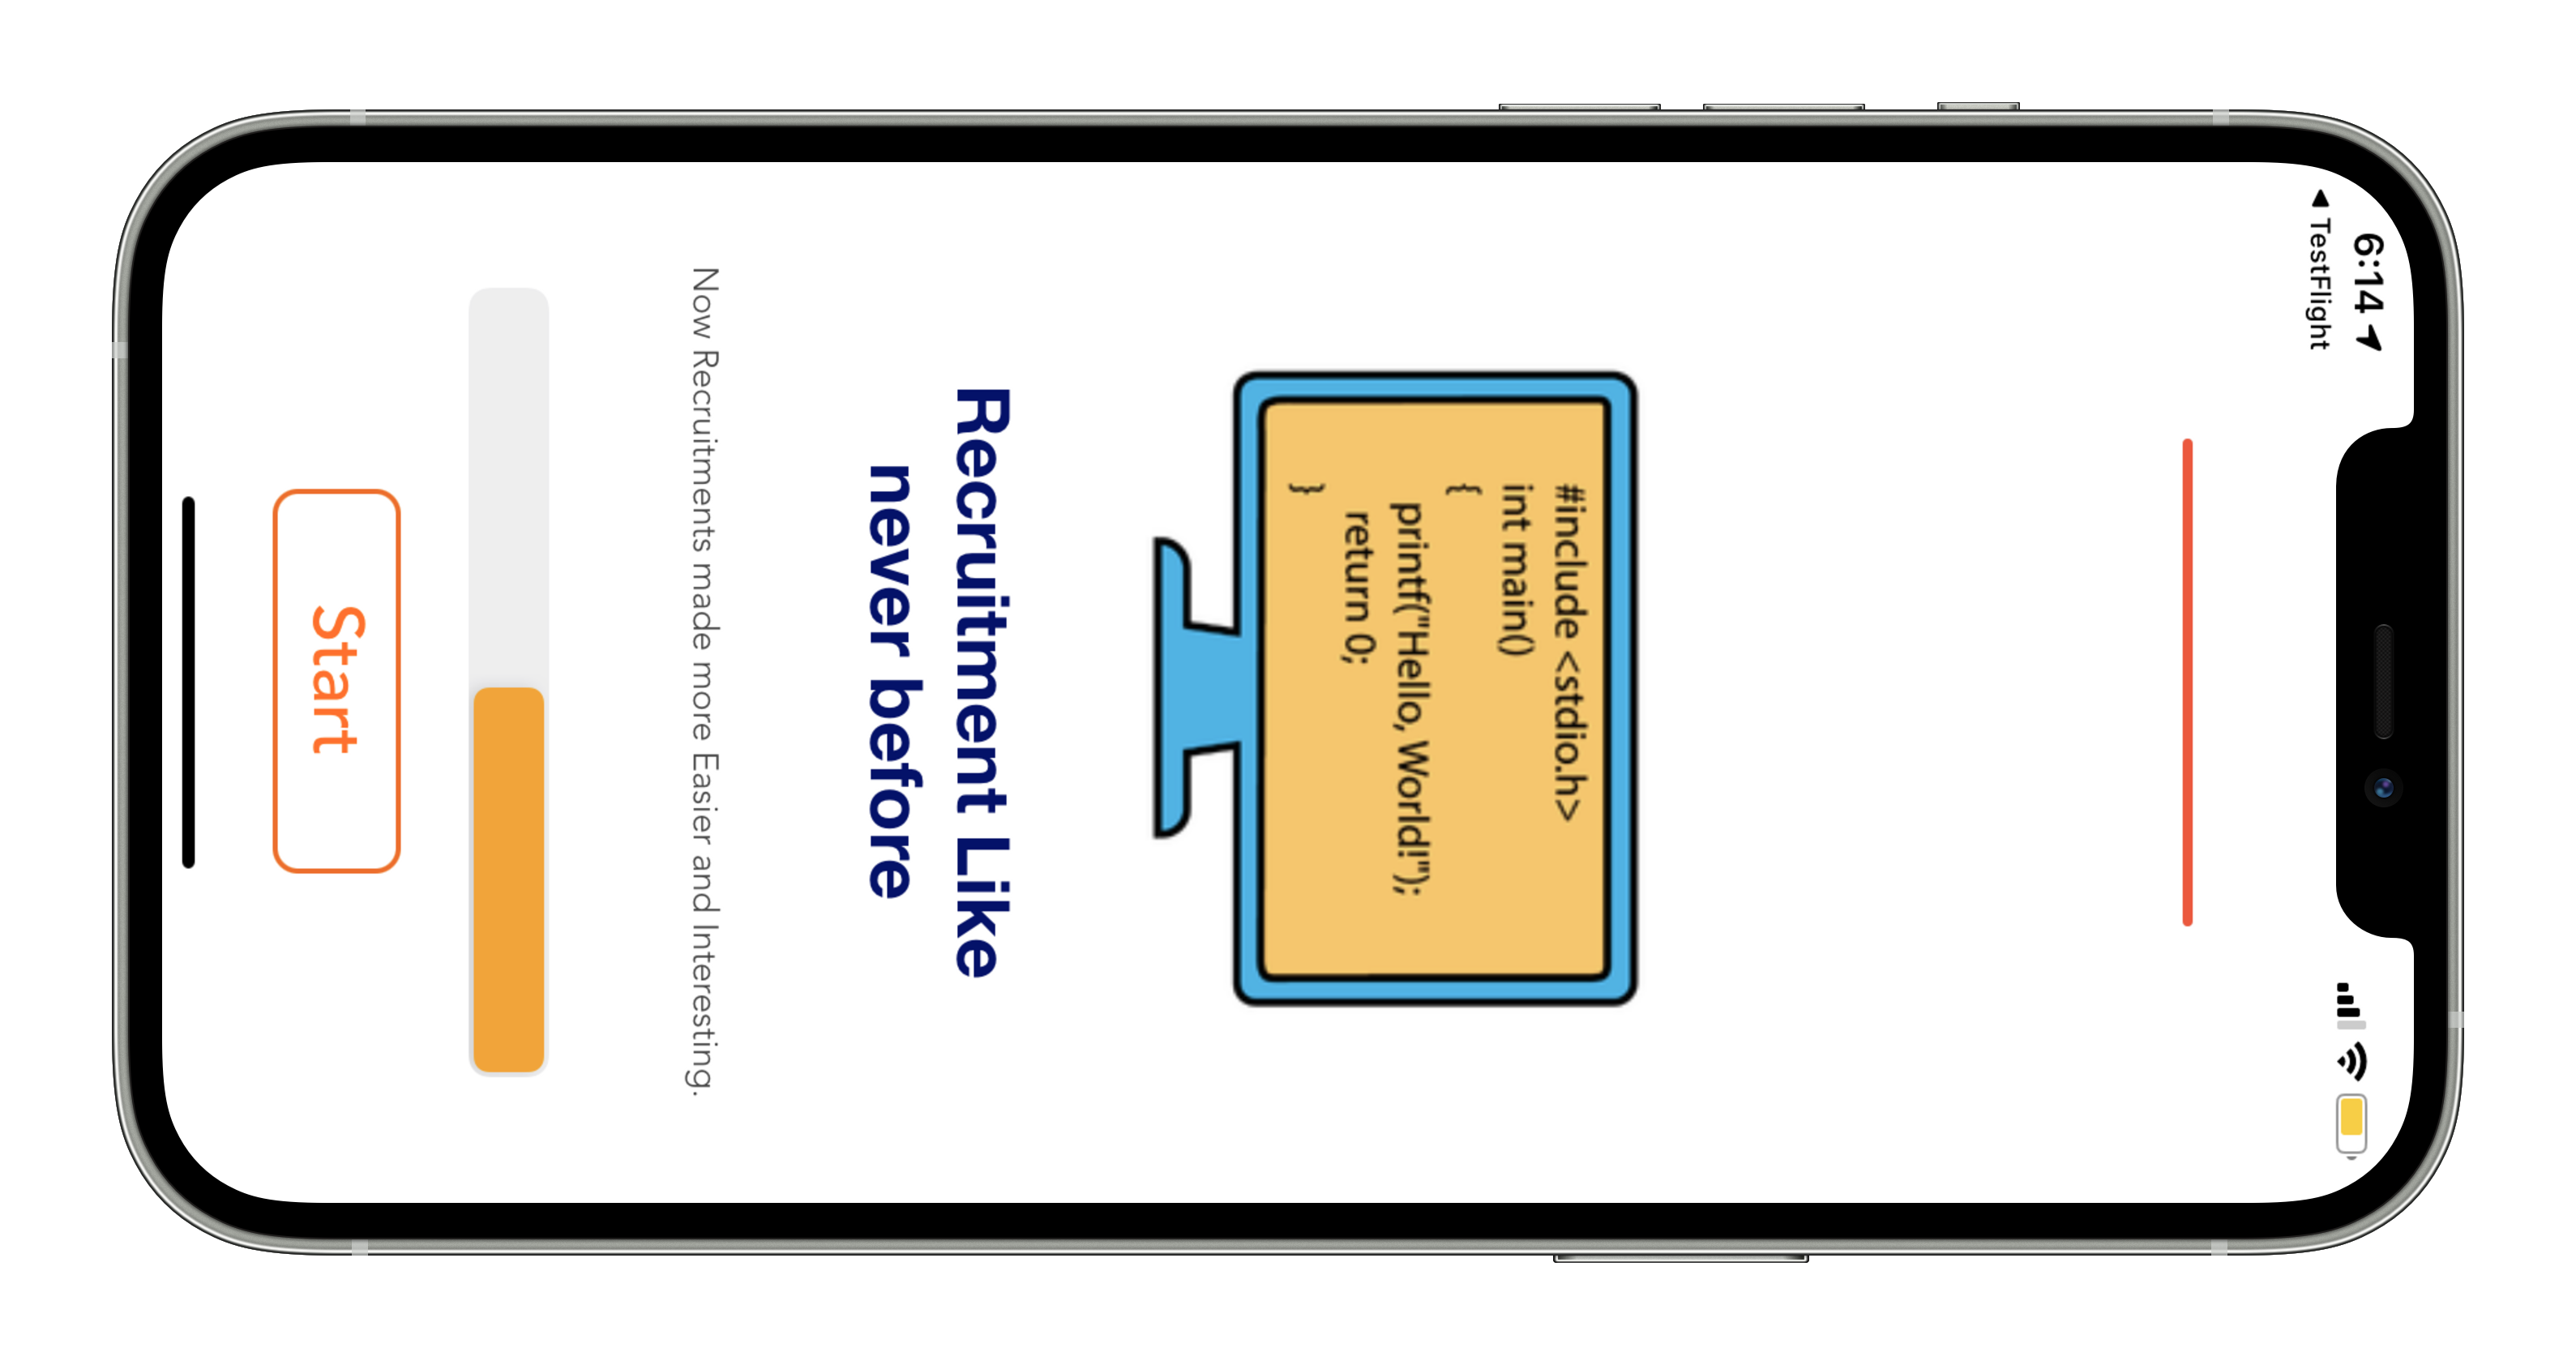 6:14
TestFlight
#include <stdio.h>
int main()
{
printf("Hello, World!");
return 0;
}
Recruitment Like
never before
Now Recruitments made more Easier and Interesting.
Start